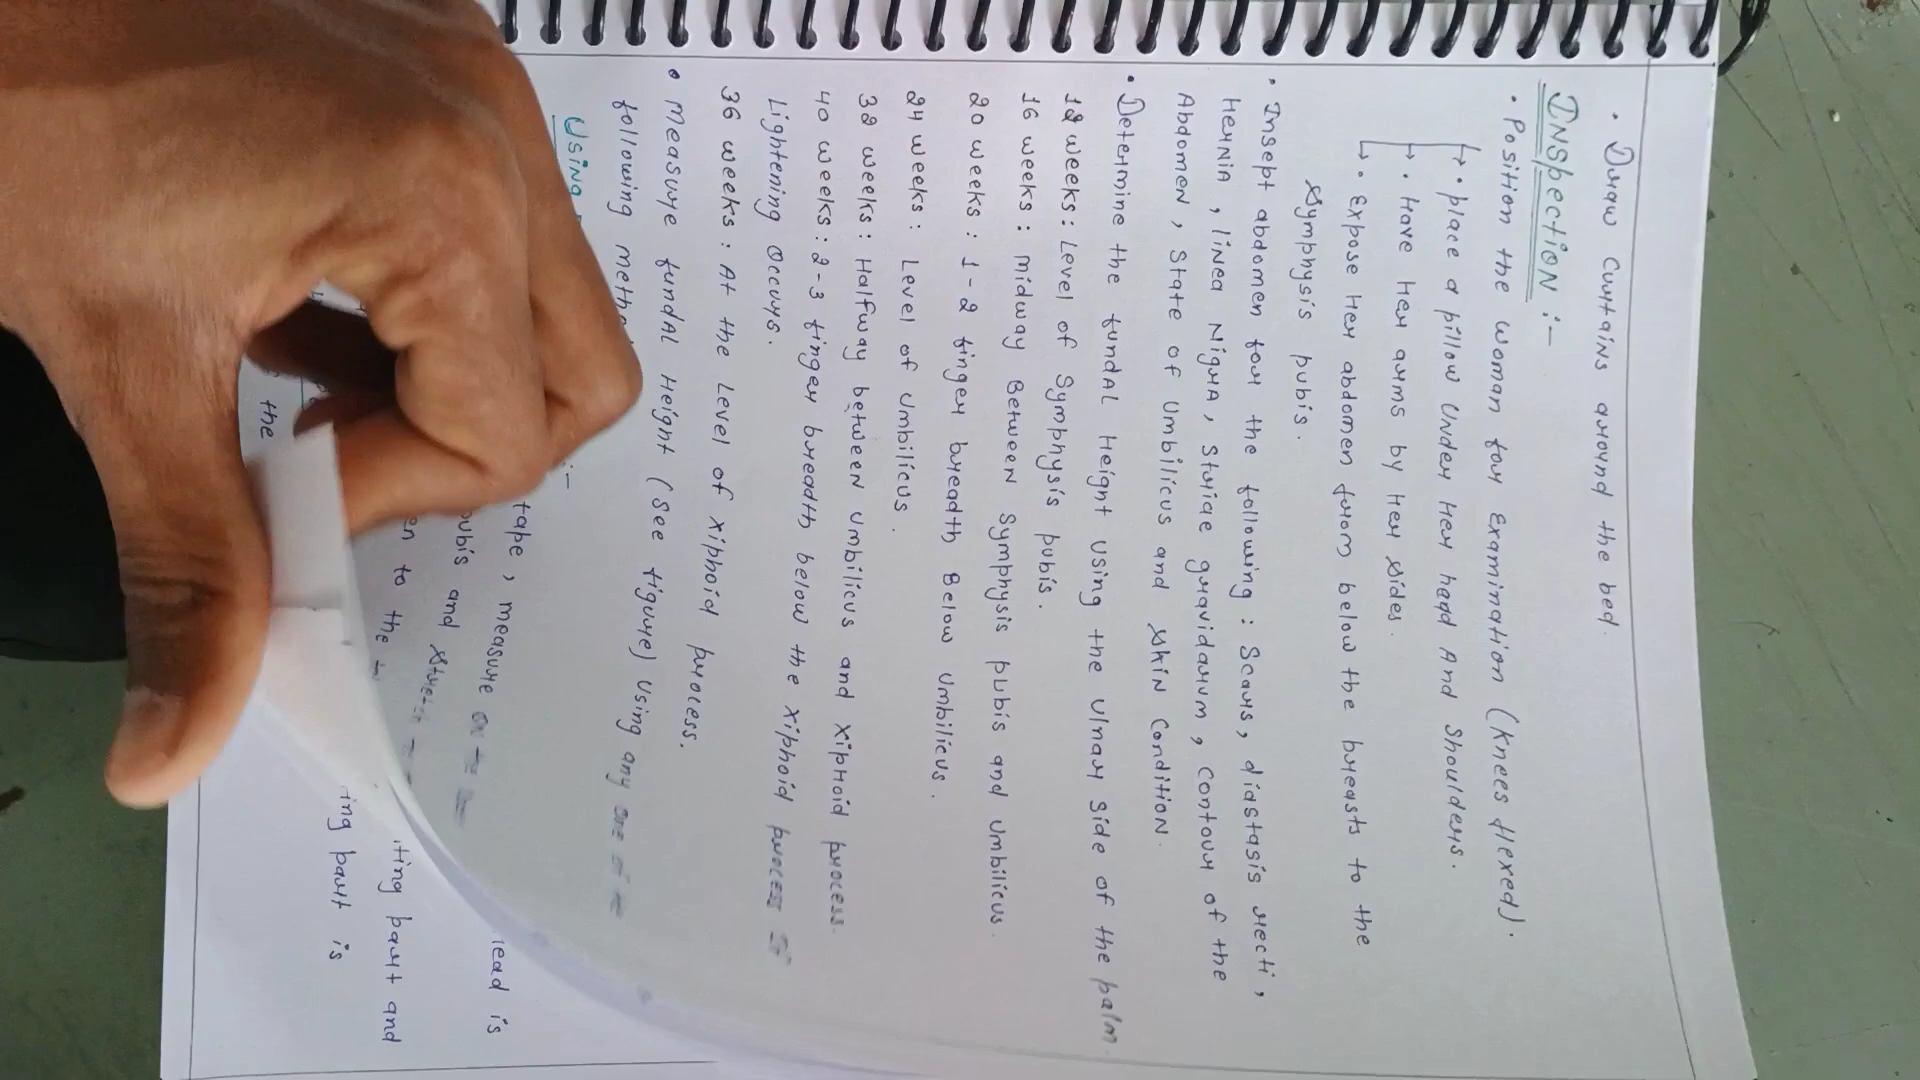 • Draw Curtains around the bed.
INSpection :-
• Position the woman for Examination (knees flexed).
• place a pillow Under Her head And Shoulders.
• Have Her arms by Her sides.
• Expose Her abdomen from below the breasts to the
symphysis pubis.
• Insept abdomen for the following : Scars, diastasis recti,
Hernia, linea Nigra, Striae gravidarum, contour of the
Abdomen, State of Umbilicus and skin condition.
• Determine the fundAl Height using the ulnar side of the palm.
12 weeks: Level of Symphysis pubis.
16 weeks: midway Between Symphysis pubis and Umbilicus.
20 weeks: 1-2 finger breadth Below Umbilicus.
24 weeks: Level of Umbilicus.
32 weeks: Halfway between Umbilicus and Xiphoid process.
40 weeks: 2-3 finger breadth below the Xiphoid process if
Lightening occurs.
36 weeks: At the Level of xiphoid process.
• measure fundAl Height (See figure) Using any one of the
following
Using
tape, measure
and
to the
the
lead is
part and
part is